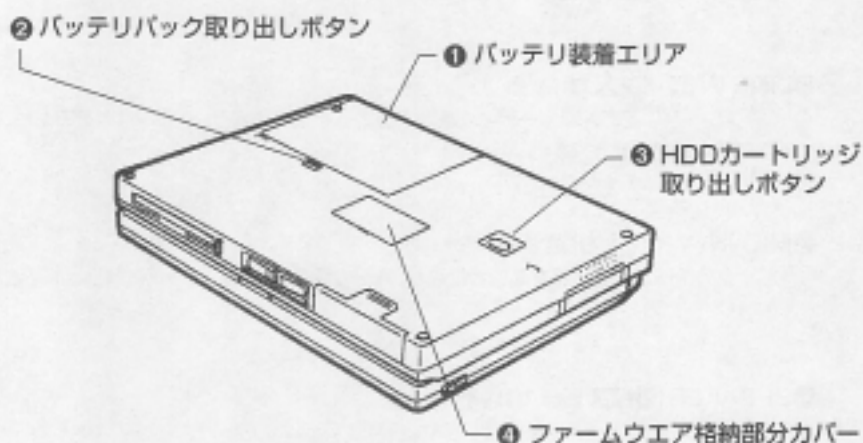 ❷ バッテリパック取り出しボタン
❶ バッテリ装着エリア
❸ HDDカートリッジ
取り出しボタン
❹ ファームウエア格納部分カバー